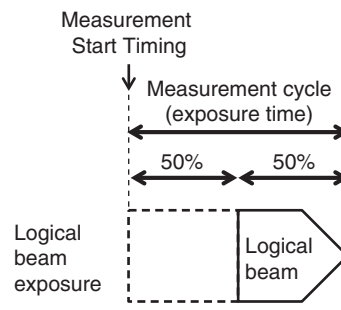 Measurement
Start Timing
Measurement cycle
(exposure time)
50%
50%
Logical
beam
exposure
Logical
beam